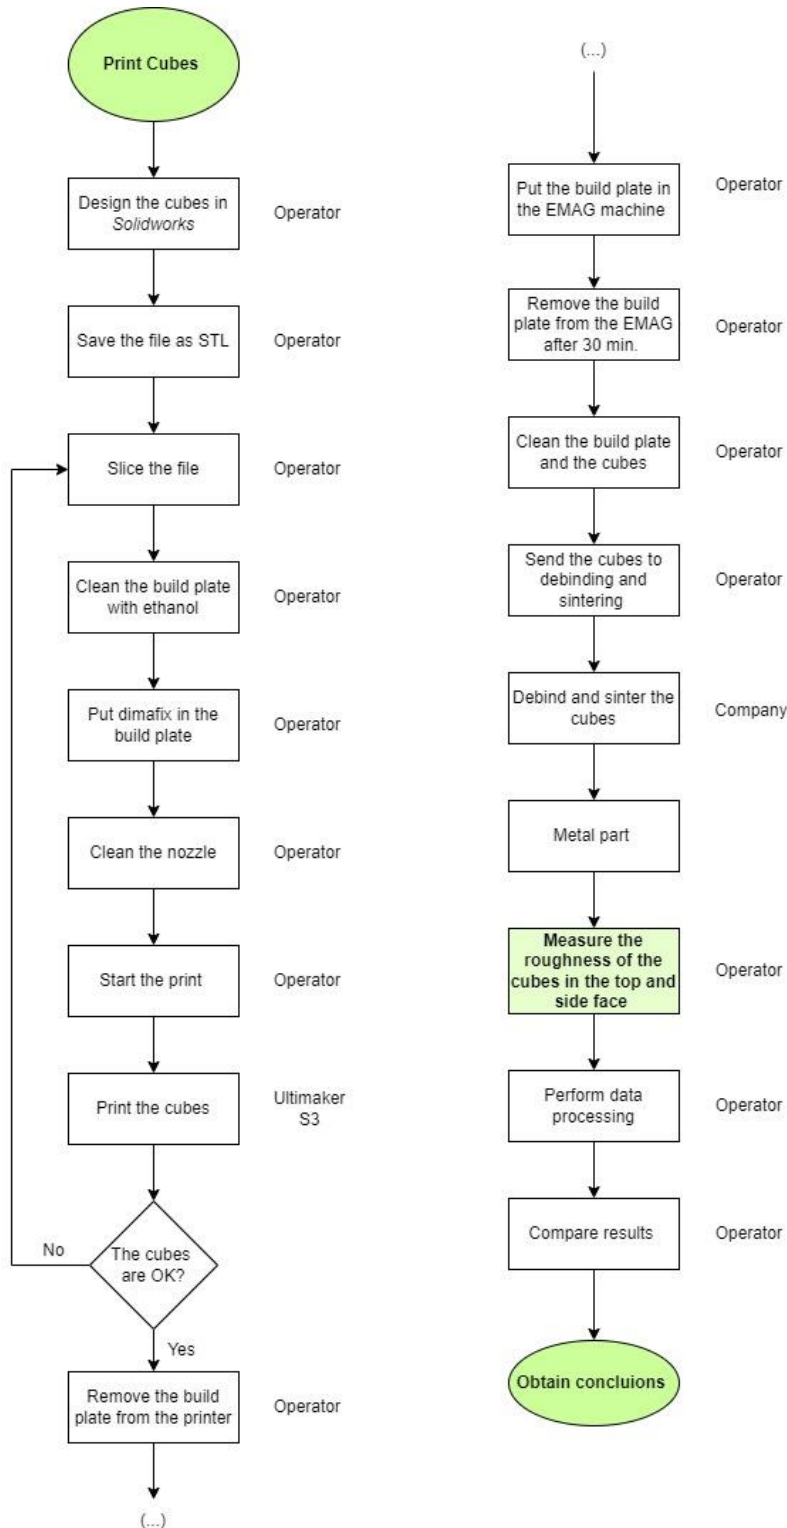 Print Cubes
Design the cubes in
Solidworks
Operator
Save the file as STL
Operator
Slice the file
Operator
Clean the build plate
with ethanol
Operator
Put dimafix in the
build plate
Operator
Clean the nozzle
Operator
Start the print
Operator
Print the cubes
Ultimaker
S3
The cubes
are OK?
No
Yes
Remove the build
plate from the printer
Operator
(...)
(...)
Put the build plate in
the EMAG machine
Operator
Remove the build
plate from the EMAG
after 30 min.
Operator
Clean the build plate
and the cubes
Operator
Send the cubes to
debinding and
sintering
Operator
Debind and sinter the
cubes
Company
Metal part
Measure the
roughness of the
cubes in the top and
side face
Operator
Perform data
processing
Operator
Compare results
Operator
Obtain concluions